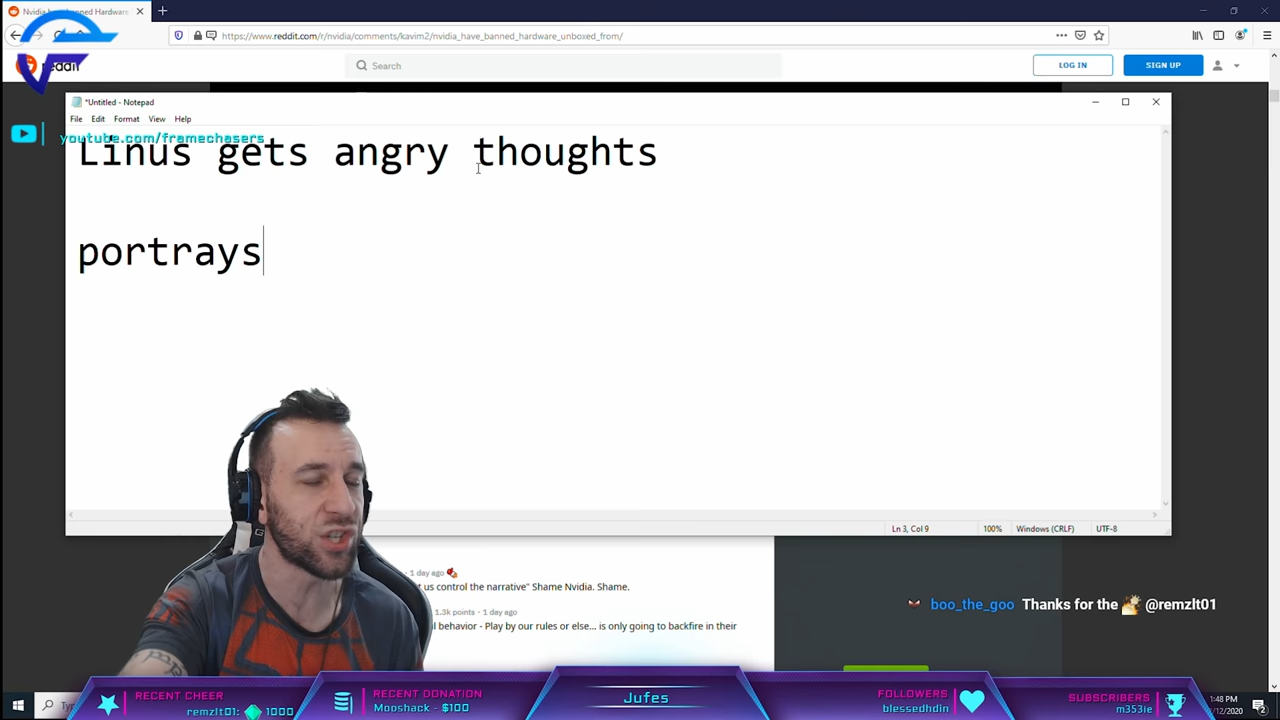 Nvidia have banned Hardware
https://www.reddit.com/r/nvidia/comments/kavim2/nvidia_have_banned_hardware_unboxed_from/
Search
LOG IN
SIGN UP
*Untitled - Notepad
File Edit Format View Help
youtube.com/framechasers
Linus gets angry thoughts
portrays
Ln 3, Col 9
100%
Windows (CRLF)
UTF-8
1 day ago
us control the narrative" Shame Nvidia. Shame.
1.3k points · 1 day ago
behavior - Play by our rules or else... is only going to backfire in their
boo_the_goo Thanks for the @remzlt01
RECENT CHEER
remzlt01: 1000
RECENT DONATION
Mooshack - $100
Jufes
FOLLOWERS
blessedhdin
SUBSCRIBERS
m353ie
1:48 PM
/12/2020